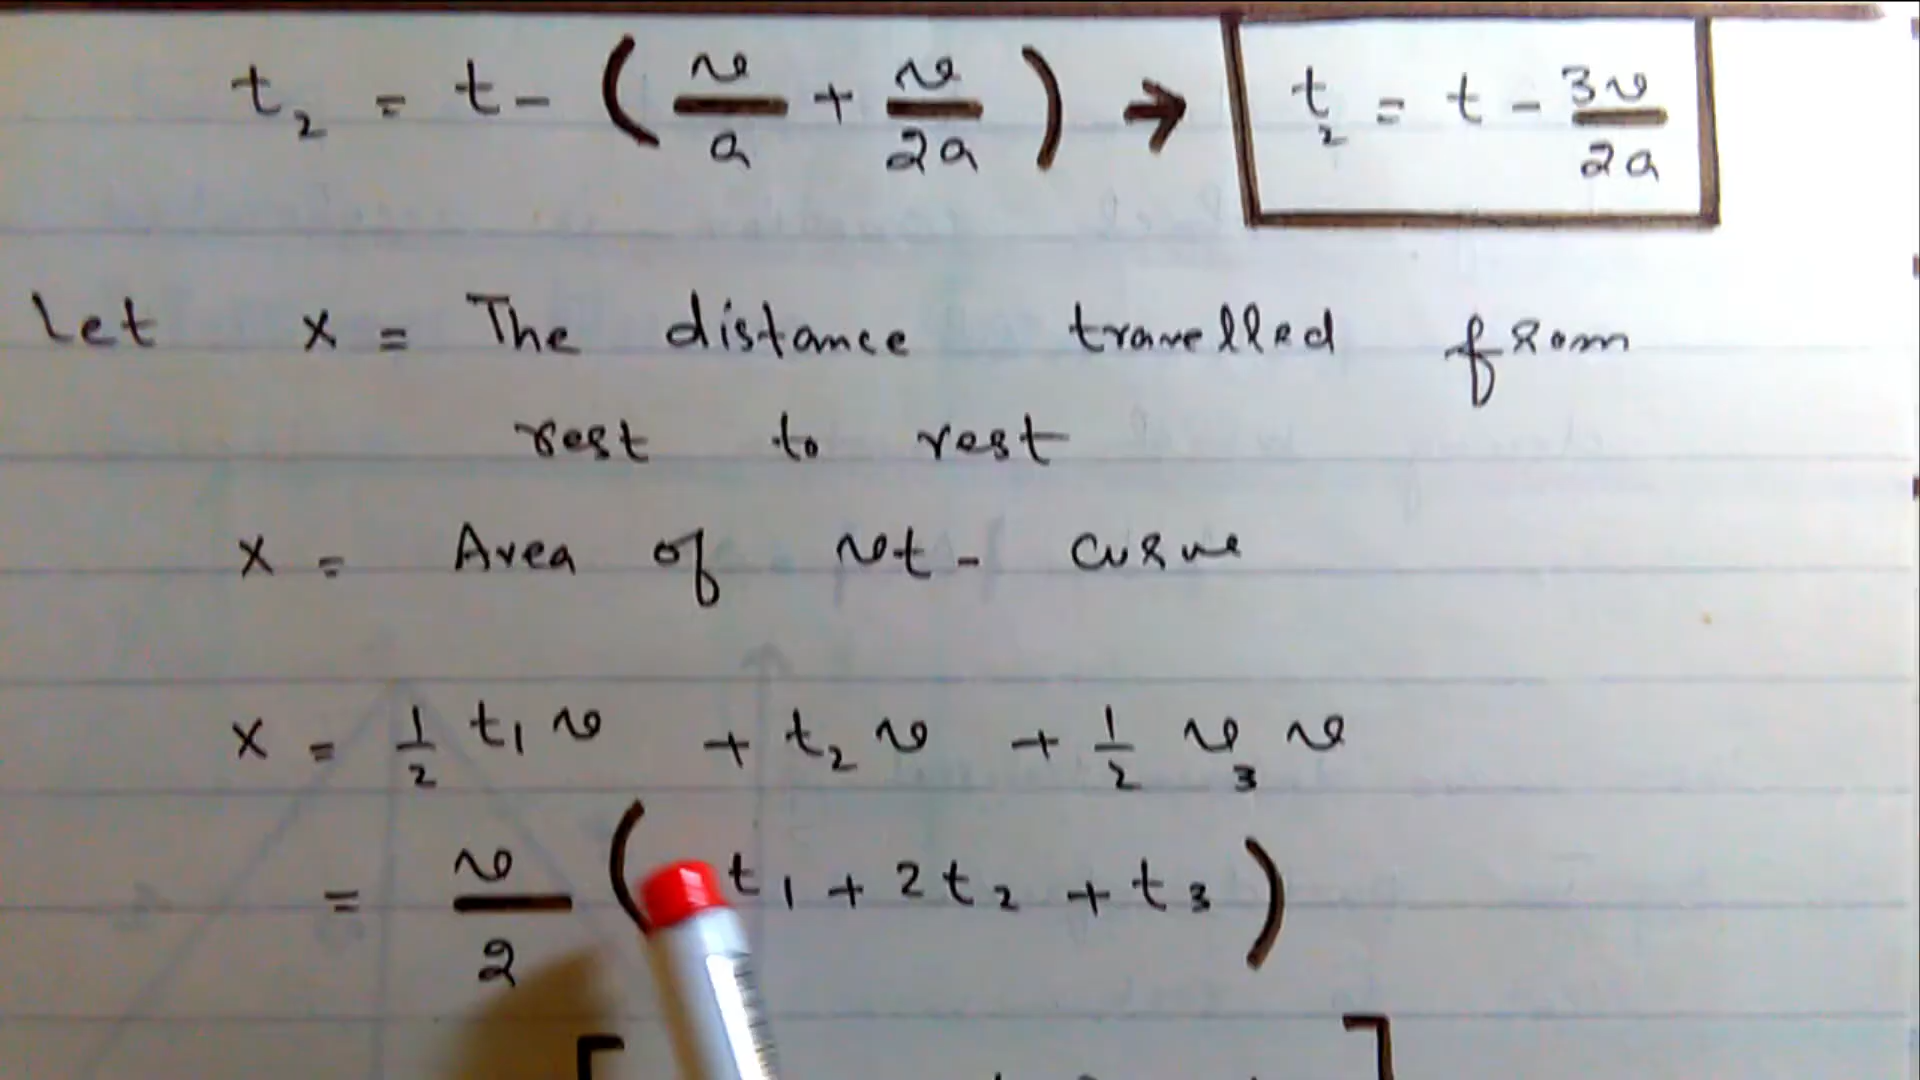 t₂ = t - ( v/a + v/2a ) → t₂ = t - 3v/2a
Let x = The distance travelled from
rest to rest
x = Area of vt - curve
x = 1/2 t₁ v + t₂ v + 1/2 v₃ v
= v/2 ( t₁ + 2t₂ + t₃ )